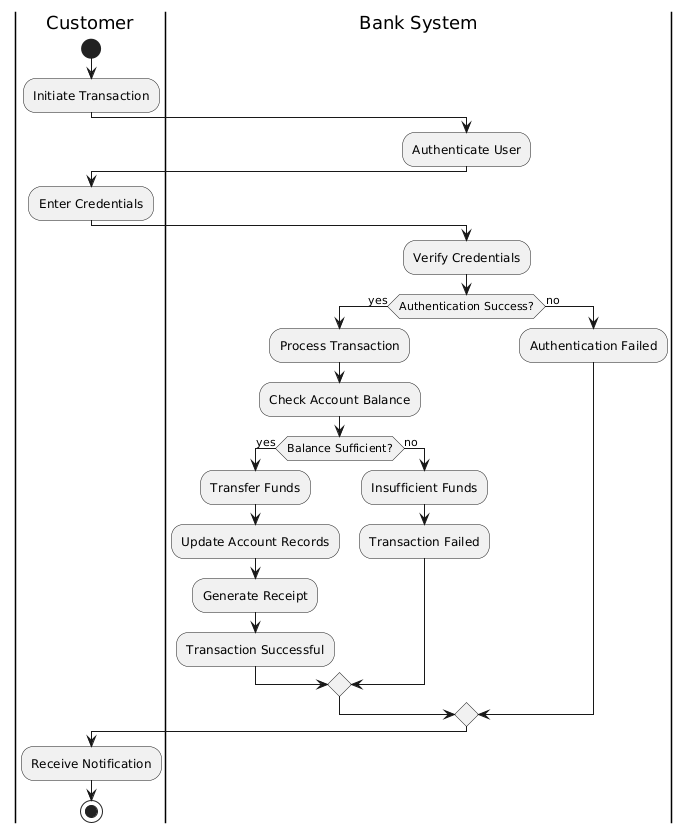 Customer
Bank System
Initiate Transaction
Authenticate User
Enter Credentials
Verify Credentials
yes
Authentication Success?
no
Process Transaction
Authentication Failed
Check Account Balance
yes
Balance Sufficient?
no
Transfer Funds
Insufficient Funds
Update Account Records
Transaction Failed
Generate Receipt
Transaction Successful
Receive Notification